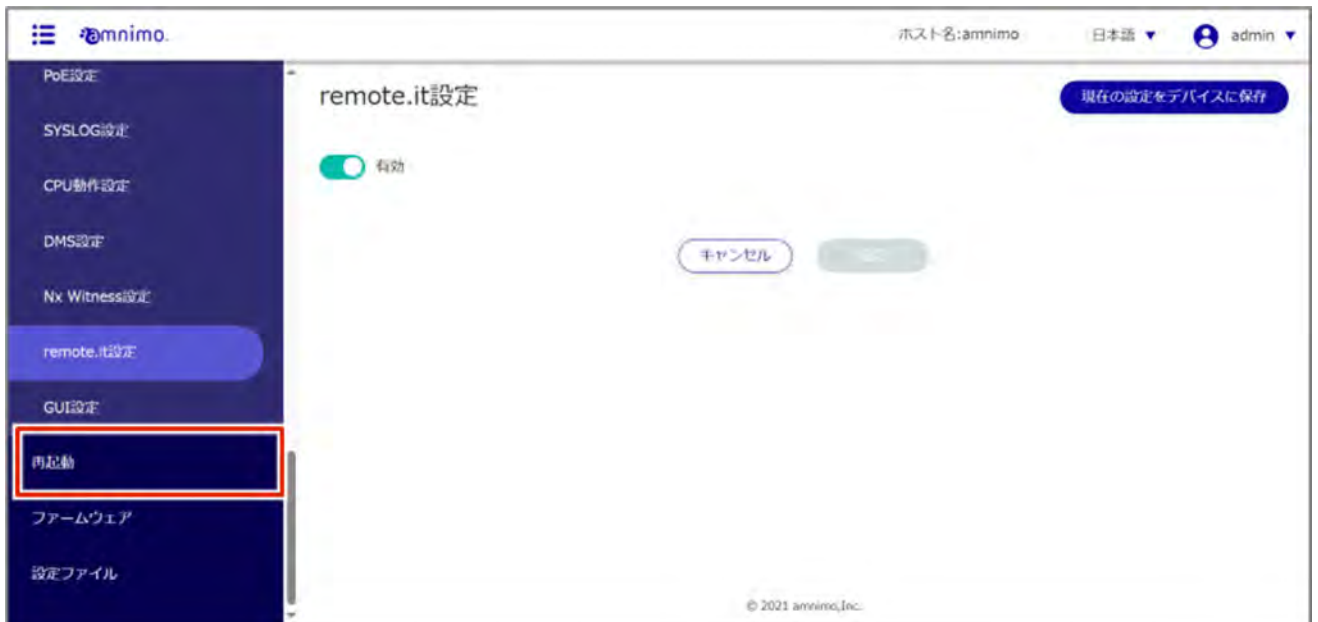 amnimo.
ホスト名:amnimo
日本語 ▼
admin ▼
PoE設定
SYSLOG設定
CPU動作設定
DMS設定
Nx Witness設定
remote.it設定
GUI設定
再起動
ファームウェア
設定ファイル
remote.it設定
現在の設定をデバイスに保存
有効
キャンセル
© 2021 amnimo,Inc.